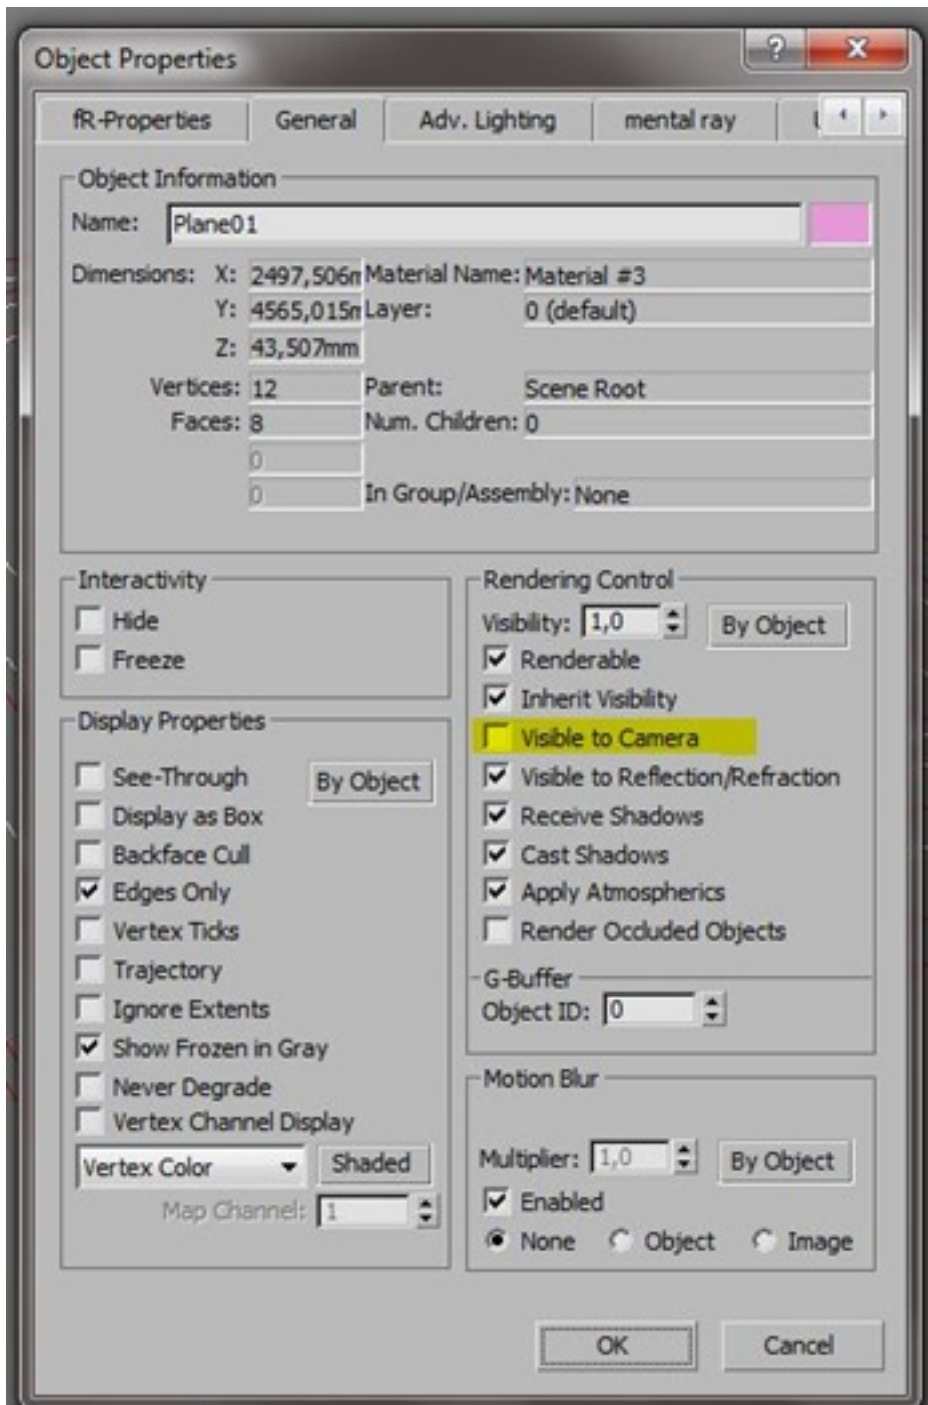 Object Properties
fR-Properties General Adv. Lighting mental ray
Object Information
Name: Plane01
Dimensions: X: 2497,506m Material Name: Material #3
Y: 4565,015m Layer: 0 (default)
Z: 43,507mm
Vertices: 12 Parent: Scene Root
Faces: 8 Num. Children: 0
0
0 In Group/Assembly: None
Interactivity
Hide
Freeze
Display Properties
See-Through By Object
Display as Box
Backface Cull
Edges Only
Vertex Ticks
Trajectory
Ignore Extents
Show Frozen in Gray
Never Degrade
Vertex Channel Display
Vertex Color Shaded
Map Channel: 1
Rendering Control
Visibility: 1,0 By Object
Renderable
Inherit Visibility
Visible to Camera
Visible to Reflection/Refraction
Receive Shadows
Cast Shadows
Apply Atmospherics
Render Occluded Objects
G-Buffer
Object ID: 0
Motion Blur
Multiplier: 1,0 By Object
Enabled
None Object Image
OK Cancel